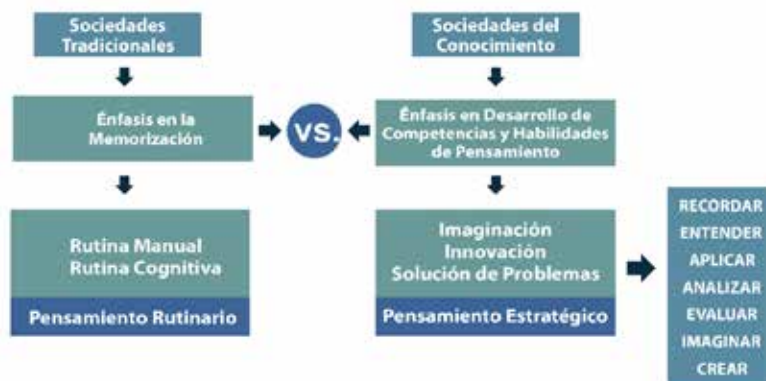 Sociedades
Tradicionales
Énfasis en la
Memorización
Rutina Manual
Rutina Cognitiva
Pensamiento Rutinario
VS.
Sociedades del
Conocimiento
Énfasis en Desarrollo de
Competencias y Habilidades
de Pensamiento
Imaginación
Innovación
Solución de Problemas
Pensamiento Estratégico
RECORDAR
ENTENDER
APLICAR
ANALIZAR
EVALUAR
IMAGINAR
CREAR